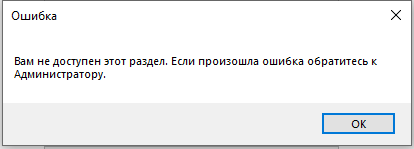 Ошибка
Вам не доступен этот раздел. Если произошла ошибка обратитесь к
Администратору.
OK